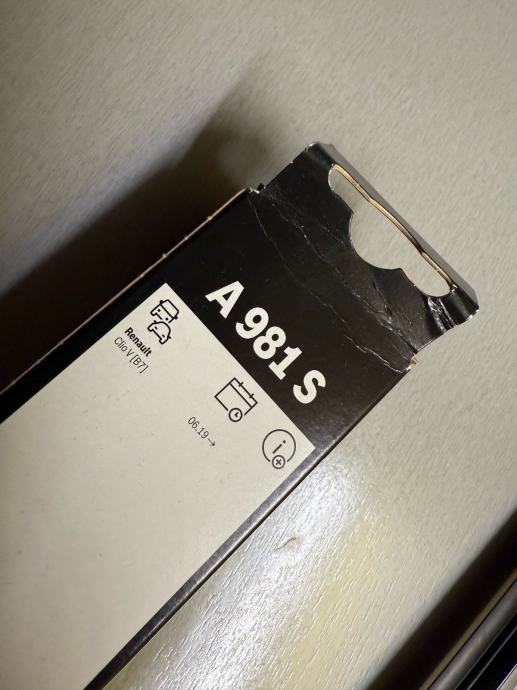 A 981 S
Renault
Clio V [B7]
06.19→